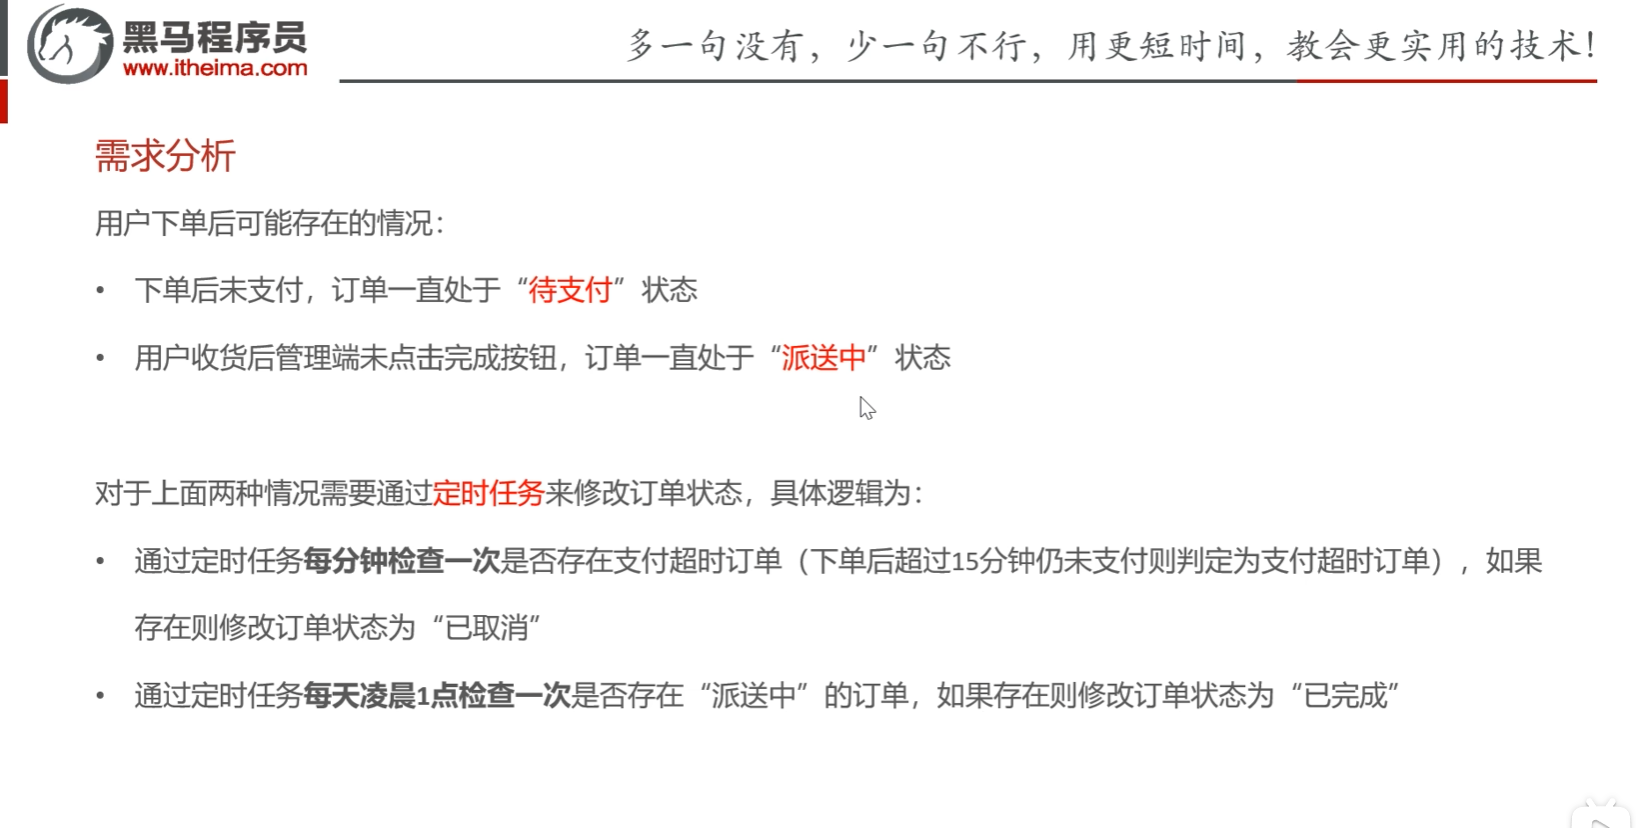 黑马程序员
www.itheima.com
多一句没有，少一句不行，用更短时间，教会更实用的技术！
需求分析
用户下单后可能存在的情况：
• 下单后未支付，订单一直处于“待支付”状态
• 用户收货后管理端未点击完成按钮，订单一直处于“派送中”状态
对于上面两种情况需要通过定时任务来修改订单状态，具体逻辑为：
• 通过定时任务每分钟检查一次是否存在支付超时订单（下单后超过15分钟仍未支付则判定为支付超时订单），如果
存在则修改订单状态为“已取消”
• 通过定时任务每天凌晨1点检查一次是否存在“派送中”的订单，如果存在则修改订单状态为“已完成”